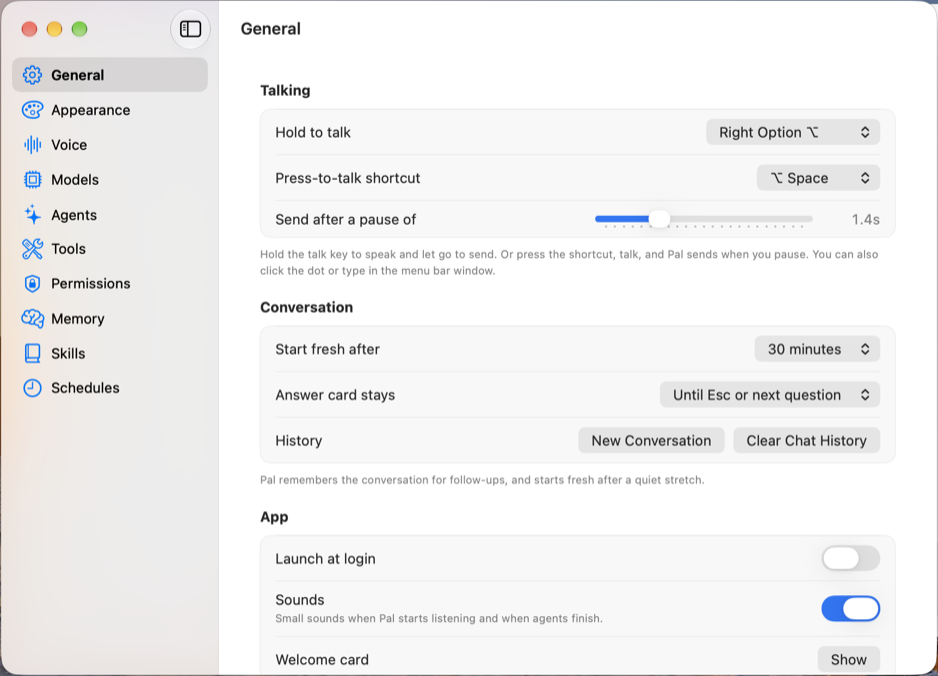 General
General
Appearance
Voice
Models
Agents
Tools
Permissions
Memory
Skills
Schedules
Talking
Hold to talk
Right Option ⌥
Press-to-talk shortcut
⌥ Space
Send after a pause of
1.4s
Hold the talk key to speak and let go to send. Or press the shortcut, talk, and Pal sends when you pause. You can also
click the dot or type in the menu bar window.
Conversation
Start fresh after
30 minutes
Answer card stays
Until Esc or next question
History
New Conversation
Clear Chat History
Pal remembers the conversation for follow-ups, and starts fresh after a quiet stretch.
App
Launch at login
Sounds
Small sounds when Pal starts listening and when agents finish.
Welcome card
Show